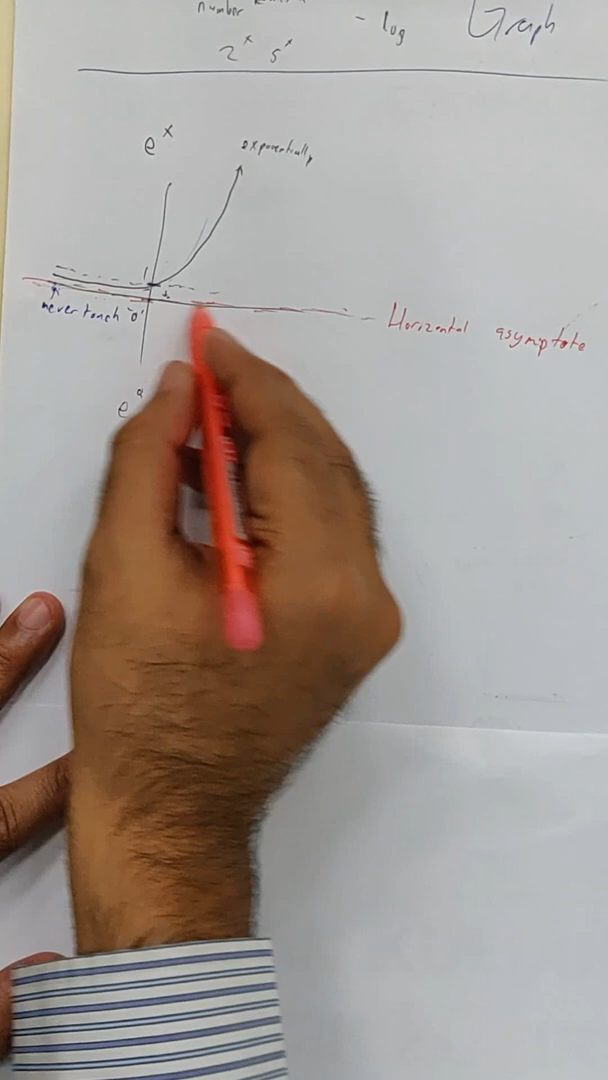 number
- log
Graph
2^x 5^x
e^x
exponentially
1
never touch "0"
Horizontal asymptote
e